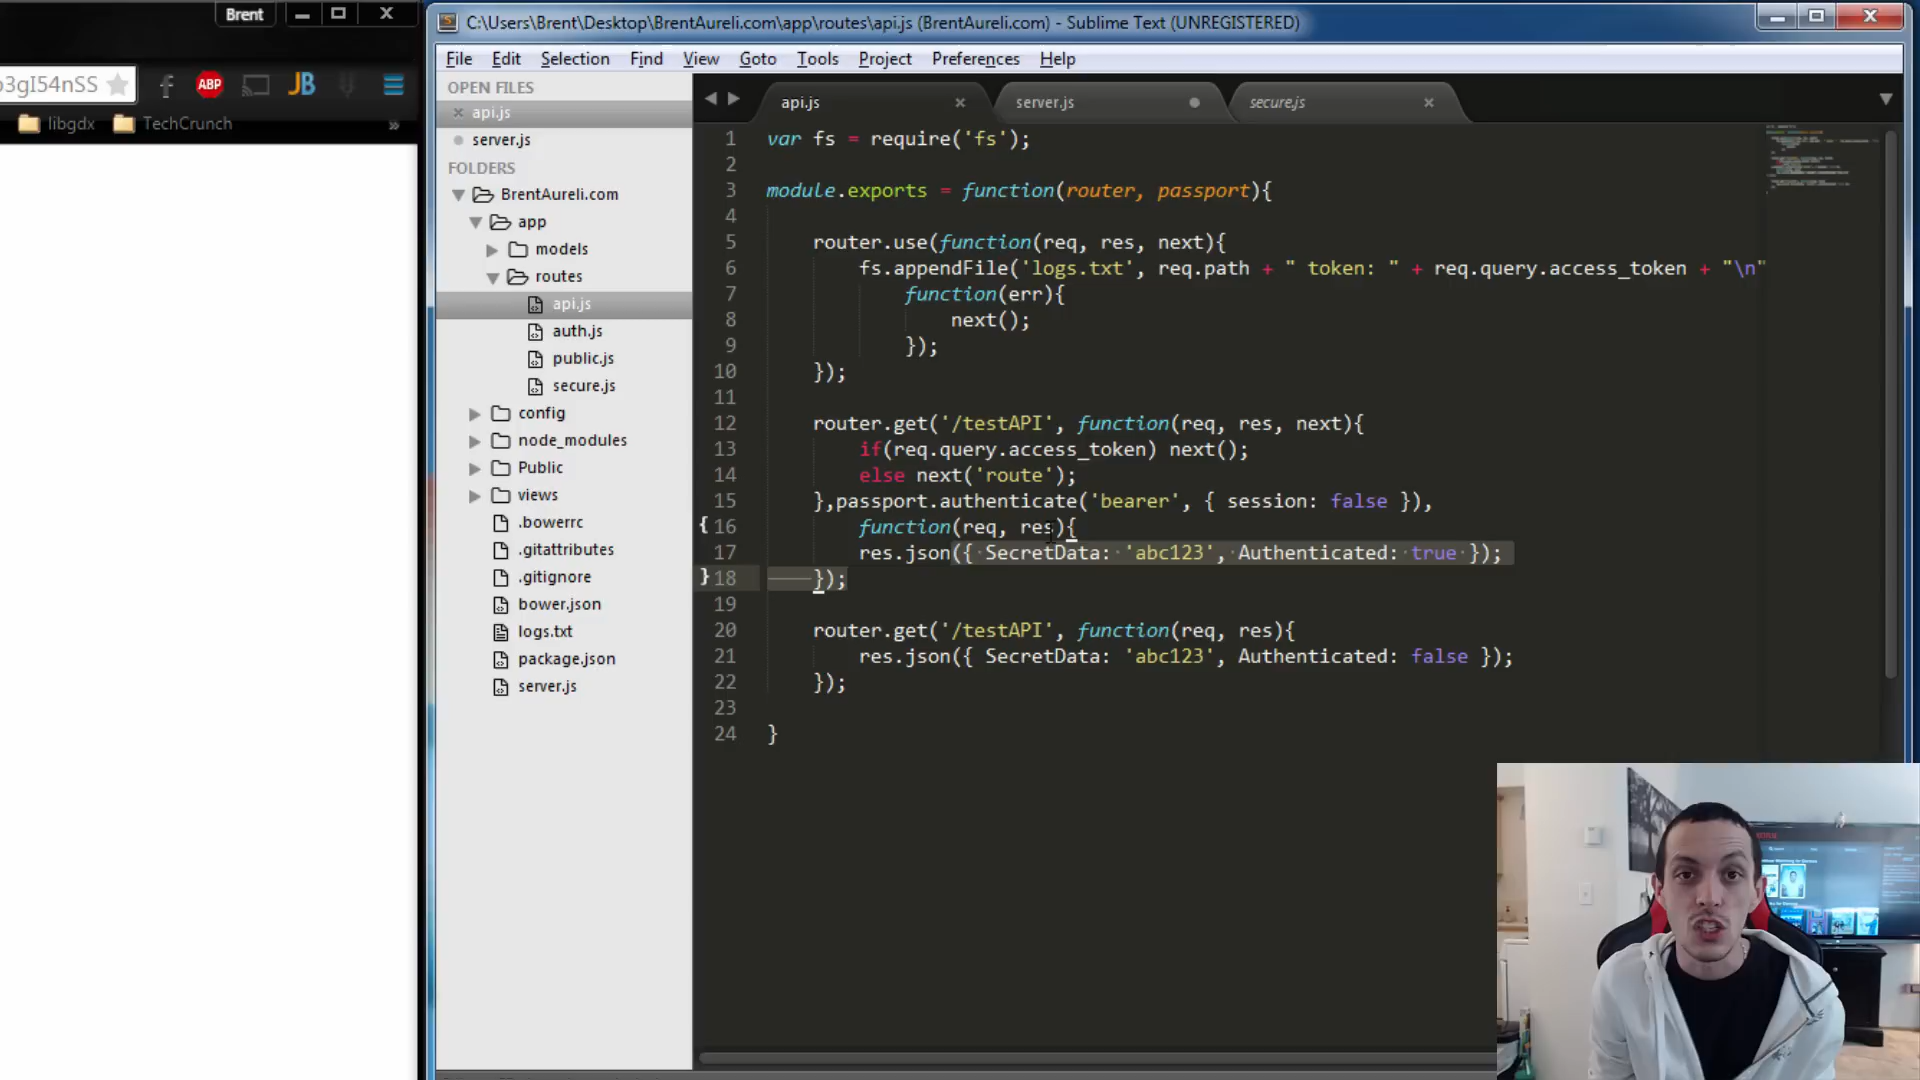 Brent
C:\Users\Brent\Desktop\BrentAureli.com\app\routes\api.js (BrentAureli.com) - Sublime Text (UNREGISTERED)
File Edit Selection Find View Goto Tools Project Preferences Help
o3gI54nSS
ABP
JB
libgdx
TechCrunch
»
OPEN FILES
api.js
server.js
FOLDERS
BrentAureli.com
app
models
routes
api.js
auth.js
public.js
secure.js
config
node_modules
Public
views
.bowerrc
.gitattributes
.gitignore
bower.json
logs.txt
package.json
server.js
api.js
server.js
secure.js
1 var fs = require('fs');
2
3 module.exports = function(router, passport){
4
5 router.use(function(req, res, next){
6 fs.appendFile('logs.txt', req.path + " token: " + req.query.access_token + "\n"
7 function(err){
8 next();
9 });
10 });
11
12 router.get('/testAPI', function(req, res, next){
13 if(req.query.access_token) next();
14 else next('route');
15 },passport.authenticate('bearer', { session: false }),
16 function(req, res){
17 res.json({ SecretData: 'abc123', Authenticated: true });
18 });
19
20 router.get('/testAPI', function(req, res){
21 res.json({ SecretData: 'abc123', Authenticated: false });
22 });
23
24 }